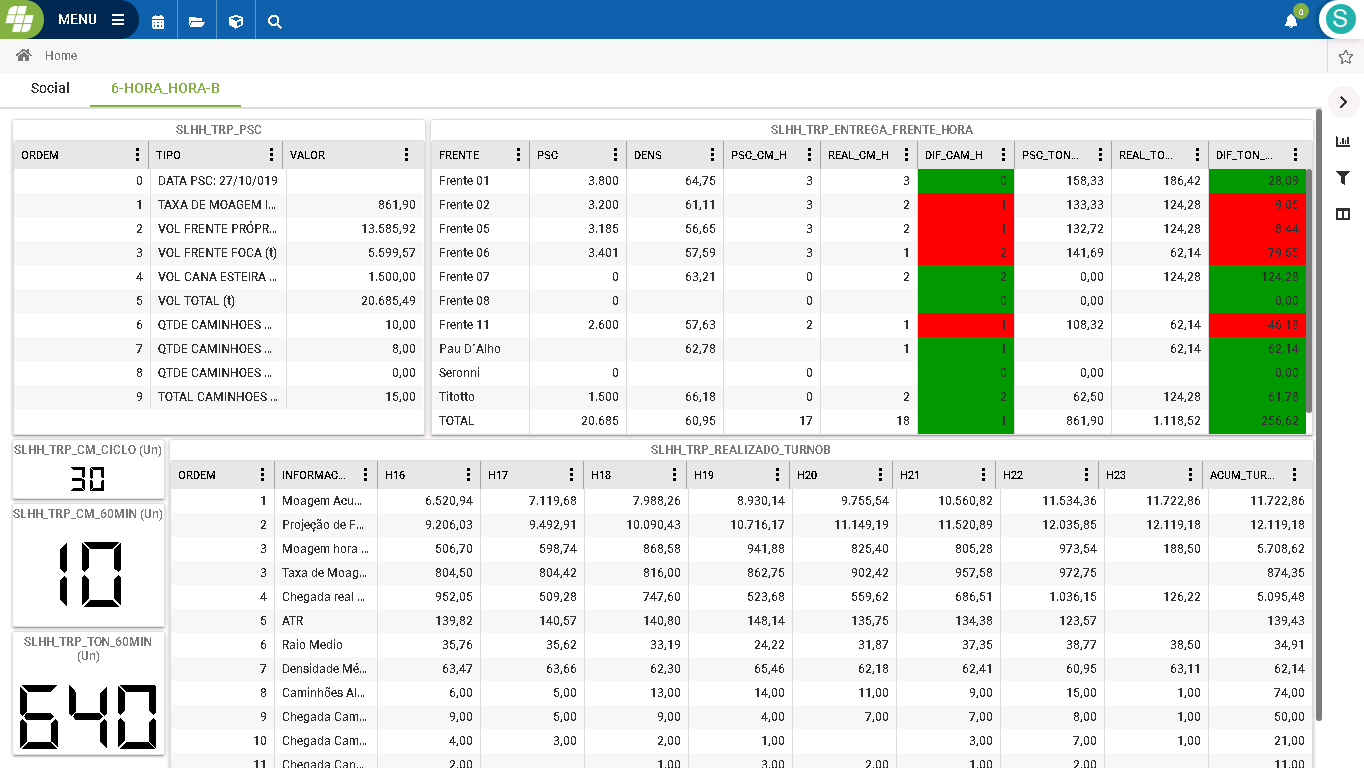 MENU
0
S
Home
Social 6-HORA_HORA-B
SLHH_TRP_PSC
ORDEM TIPO VALOR
0 DATA PSC: 27/10/019
1 TAXA DE MOAGEM I... 861,90
2 VOL FRENTE PRÓPR... 13.585,92
3 VOL FRENTE FOCA (t) 5.599,57
4 VOL CANA ESTEIRA ... 1.500,00
5 VOL TOTAL (t) 20.685,49
6 QTDE CAMINHOES ... 10,00
7 QTDE CAMINHOES ... 8,00
8 QTDE CAMINHOES ... 0,00
9 TOTAL CAMINHOES ... 15,00
SLHH_TRP_ENTREGA_FRENTE_HORA
FRENTE PSC DENS PSC_CM_H REAL_CM_H DIF_CAM_H PSC_TON... REAL_TO... DIF_TON_...
Frente 01 3.800 64,75 3 3 0 158,33 186,42 28,09
Frente 02 3.200 61,11 3 2 -1 133,33 124,28 -9,05
Frente 05 3.185 56,65 3 2 -1 132,72 124,28 -8,44
Frente 06 3.401 57,59 3 1 -2 141,69 62,14 -79,55
Frente 07 0 63,21 0 2 2 0,00 124,28 124,28
Frente 08 0 0 0 0,00 0,00
Frente 11 2.600 57,63 2 1 -1 108,32 62,14 -46,18
Pau D´Alho 62,78 1 1 62,14 62,14
Seronni 0 0 0 0,00 0,00
Titotto 1.500 66,18 0 2 2 62,50 124,28 61,78
TOTAL 20.685 60,95 17 18 1 861,90 1.118,52 256,62
SLHH_TRP_CM_CICLO (Un)
30
SLHH_TRP_CM_60MIN (Un)
10
SLHH_TRP_TON_60MIN
(Un)
640
SLHH_TRP_REALIZADO_TURNOB
ORDEM INFORMAC... H16 H17 H18 H19 H20 H21 H22 H23 ACUM_TUR...
1 Moagem Acu... 6.520,94 7.119,68 7.988,26 8.930,14 9.755,54 10.560,82 11.534,36 11.722,86 11.722,86
2 Projeção de F... 9.206,03 9.492,91 10.090,43 10.716,17 11.149,19 11.520,89 12.035,85 12.119,18 12.119,18
3 Moagem hora ... 506,70 598,74 868,58 941,88 825,40 805,28 973,54 188,50 5.708,62
3 Taxa de Moag... 804,50 804,42 816,00 862,75 902,42 957,58 972,75 874,35
4 Chegada real ... 952,05 509,28 747,60 523,68 559,62 686,51 1.036,15 126,22 5.095,48
5 ATR 139,82 140,57 140,80 148,14 135,75 134,38 123,57 139,43
6 Raio Medio 35,76 35,62 33,19 24,22 31,87 37,35 38,77 38,50 34,91
7 Densidade Mé... 63,47 63,66 62,30 65,46 62,18 62,41 60,95 63,11 62,14
8 Caminhões Al... 6,00 5,00 13,00 14,00 11,00 9,00 15,00 1,00 74,00
9 Chegada Cam... 9,00 5,00 9,00 4,00 7,00 7,00 8,00 1,00 50,00
10 Chegada Cam... 4,00 3,00 2,00 1,00 3,00 7,00 1,00 21,00
11 Chegada Can... 2,00 1,00 3,00 2,00 1,00 2,00 11,00